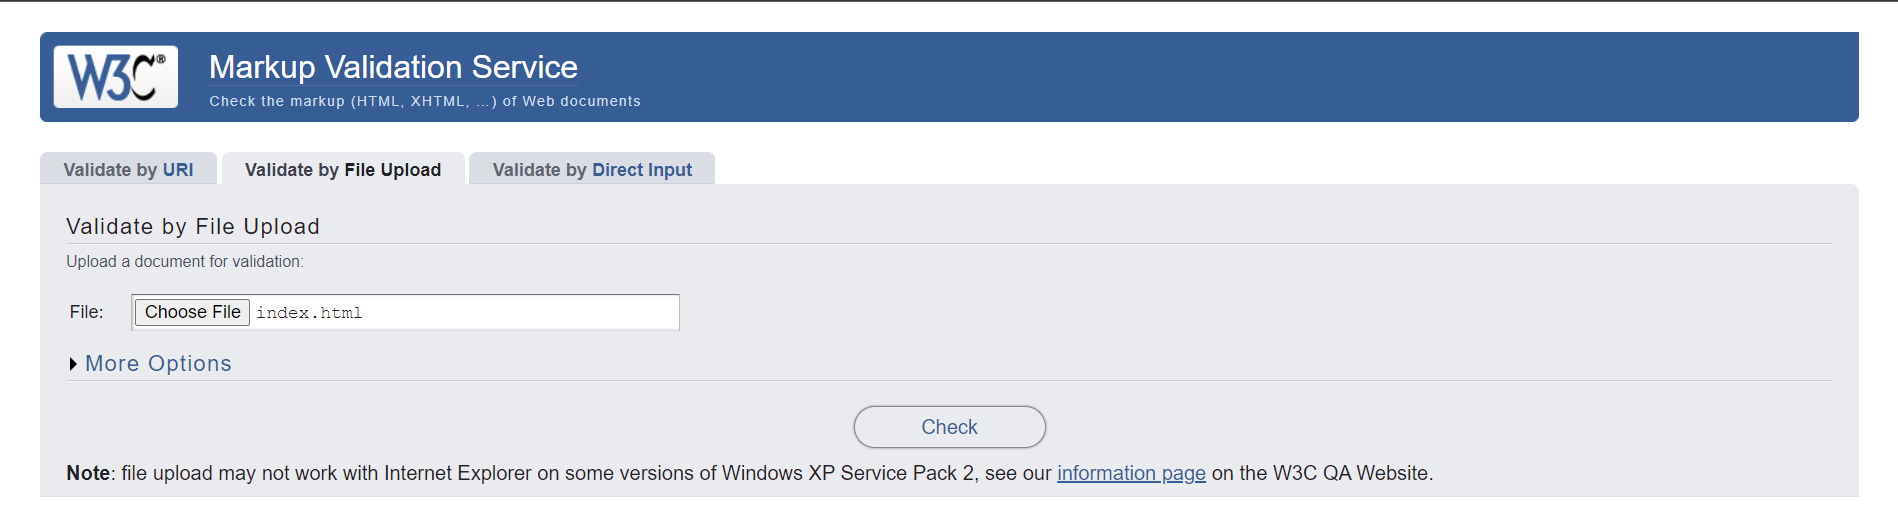 W3C®
Markup Validation Service
Check the markup (HTML, XHTML, …) of Web documents
Validate by URI
Validate by File Upload
Validate by Direct Input
Validate by File Upload
Upload a document for validation:
File: Choose File index.html
More Options
Check
Note: file upload may not work with Internet Explorer on some versions of Windows XP Service Pack 2, see our information page on the W3C QA Website.